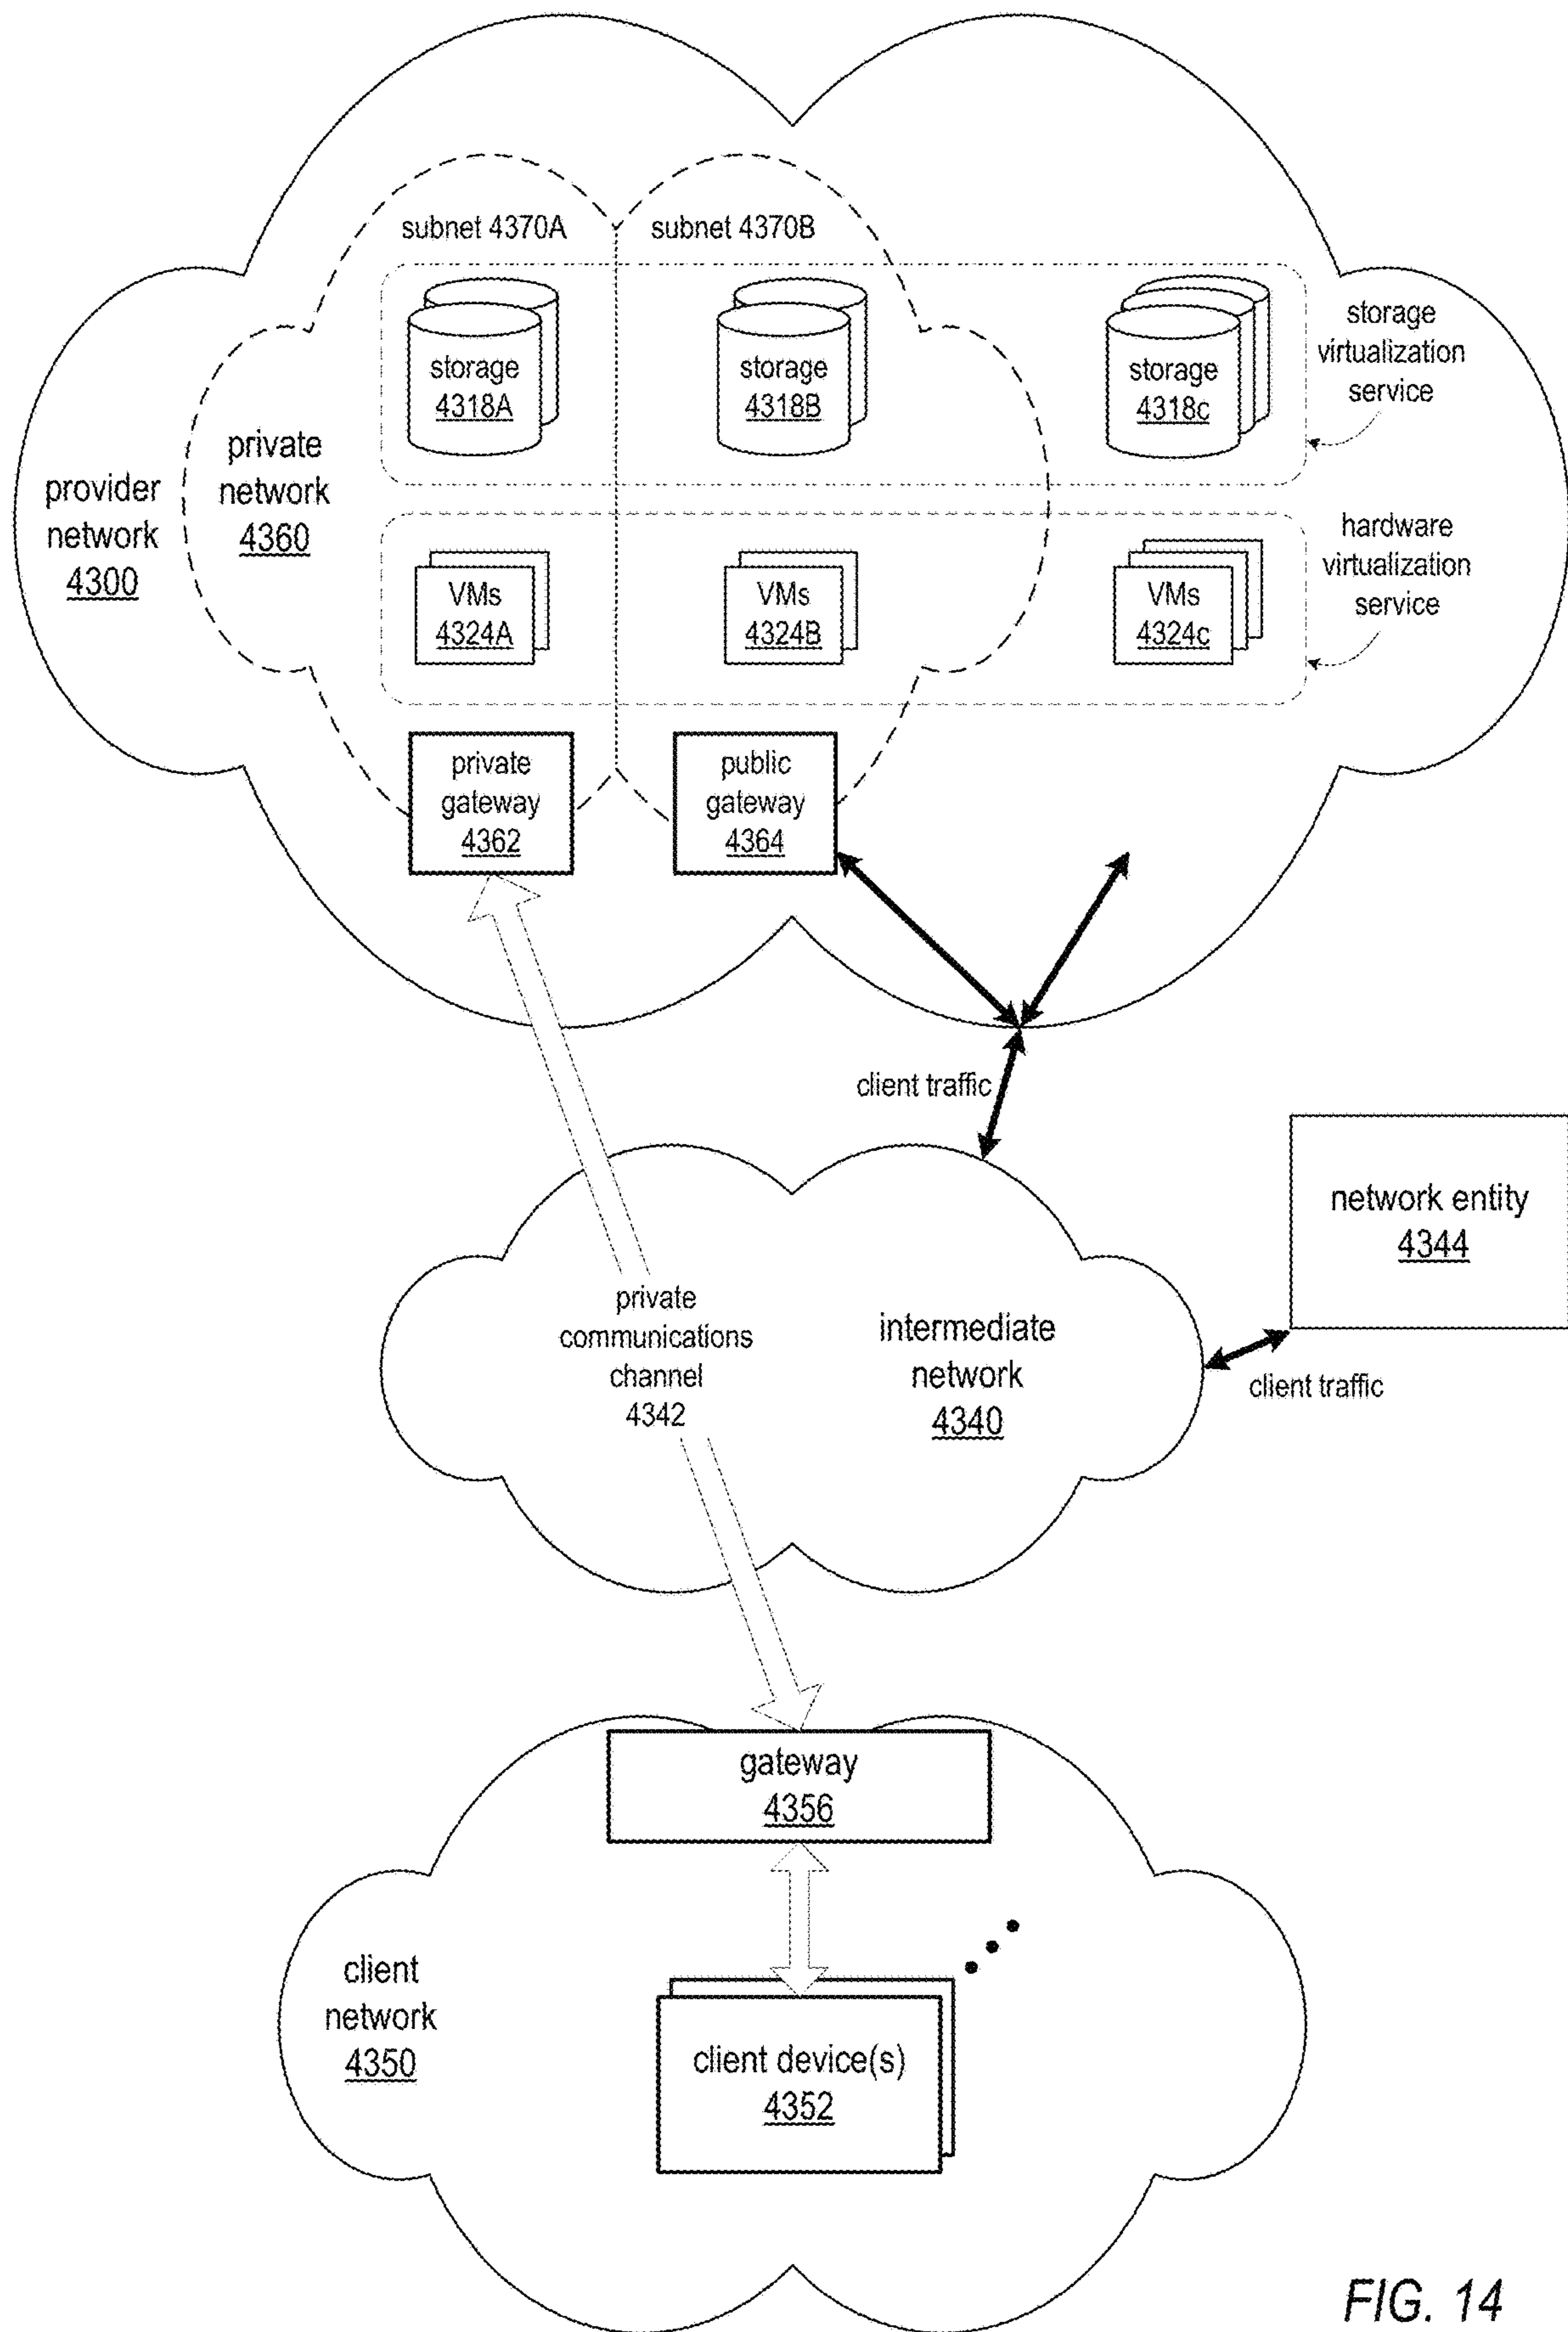 subnet 4370A
subnet 4370B
storage
4318A
storage
4318B
storage
4318c
storage
virtualization
service
provider
network
4300
private
network
4360
VMs
4324A
VMs
4324B
VMs
4324c
hardware
virtualization
service
private
gateway
4362
public
gateway
4364
client traffic
network entity
4344
client traffic
private
communications
channel
4342
intermediate
network
4340
gateway
4356
client
network
4350
client device(s)
4352
FIG. 14